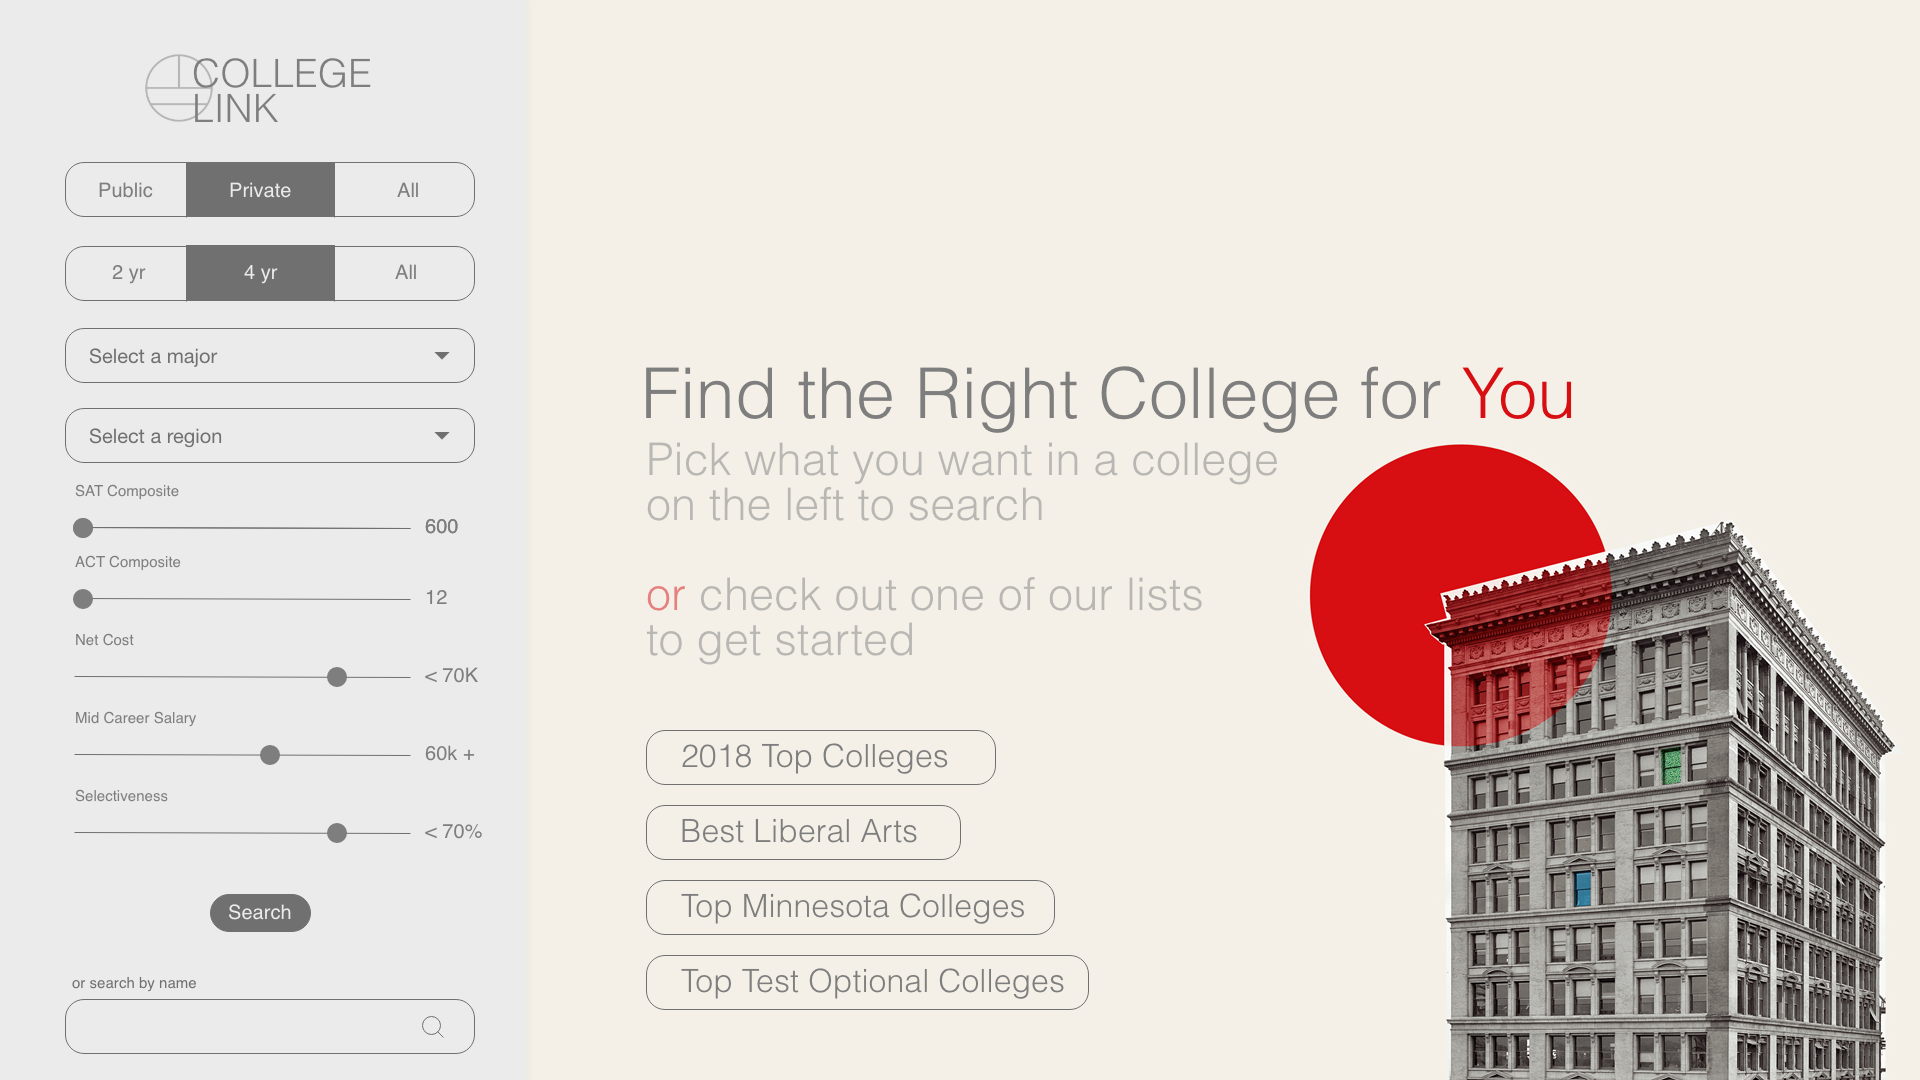 COLLEGE
LINK
Public Private All
2 yr 4 yr All
Select a major
Select a region
SAT Composite
600
ACT Composite
12
Net Cost
< 70K
Mid Career Salary
60k +
Selectiveness
< 70%
Search
or search by name
Find the Right College for You
Pick what you want in a college
on the left to search
or check out one of our lists
to get started
2018 Top Colleges
Best Liberal Arts
Top Minnesota Colleges
Top Test Optional Colleges